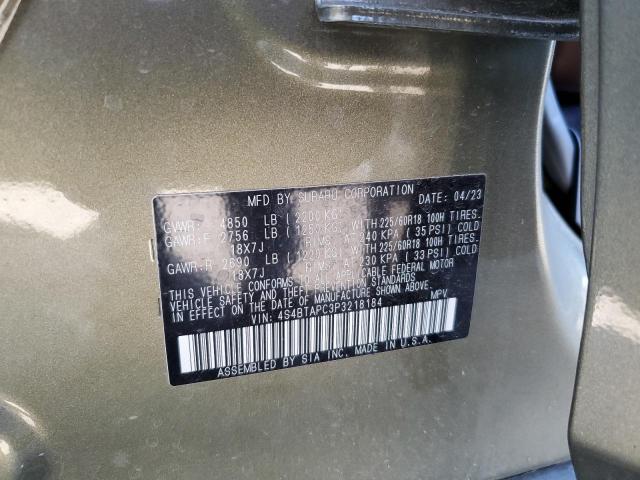 MFD BY SUBARU CORPORATION DATE: 04/23
GVWR: 4850 LB (2200 KG)
GAWR: F 2756 LB (1250 KG) WITH 225/60R18 100H TIRES.
18X7J RIMS. AT 240 KPA (35 PSI) COLD
GAWR: R 2690 LB (1220 KG) WITH 225/60R18 100H TIRES.
18X7J RIMS. AT 230 KPA (33 PSI) COLD
THIS VEHICLE CONFORMS TO ALL APPLICABLE FEDERAL MOTOR
VEHICLE SAFETY AND THEFT PREVENTION STANDARDS
IN EFFECT ON THE DATE OF MANUFACTURE SHOWN ABOVE.
VIN: 4S4BTAPC3P3218184 MPV
ASSEMBLED BY SIA INC. MADE IN U.S.A.